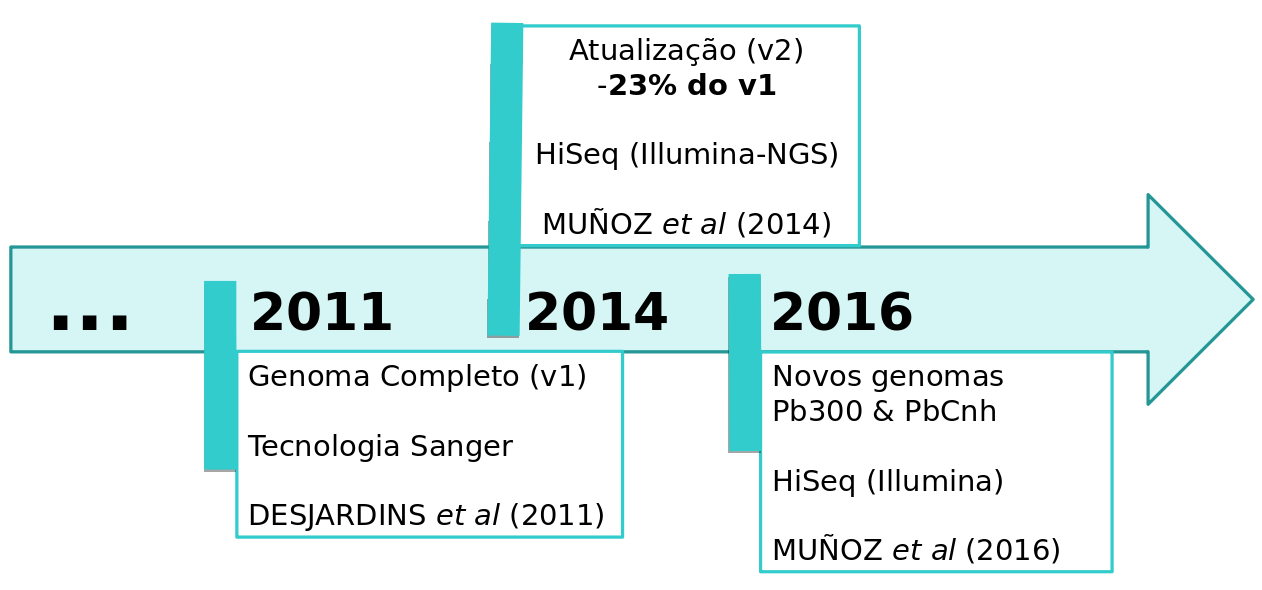 Atualização (v2)
-23% do v1
HiSeq (Illumina-NGS)
MUÑOZ et al (2014)
... 2011 2014 2016
Genoma Completo (v1)
Tecnologia Sanger
DESJARDINS et al (2011)
Novos genomas
Pb300 & PbCnh
HiSeq (Illumina)
MUÑOZ et al (2016)